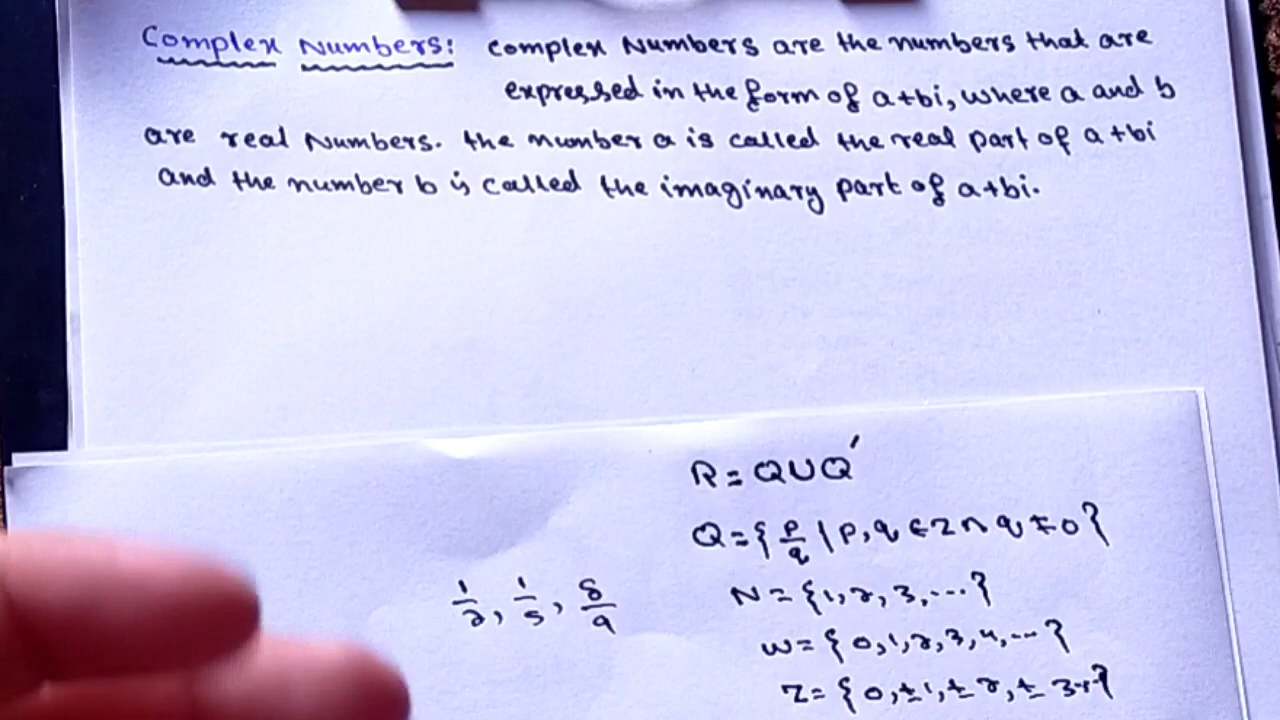 Complex Numbers: Complex Numbers are the numbers that are
expressed in the form of a+bi, where a and b
are real Numbers. the number a is called the real part of a+bi
and the number b is called the imaginary part of a+bi.
R = Q∪Q′
Q = {p/q | p, q ∈ Z ∧ q ≠ 0}
1/2, 1/5, 8/9
N = {1, 2, 3, ...}
W = {0, 1, 2, 3, 4, ...}
Z = {0, ±1, ±2, ±3...}